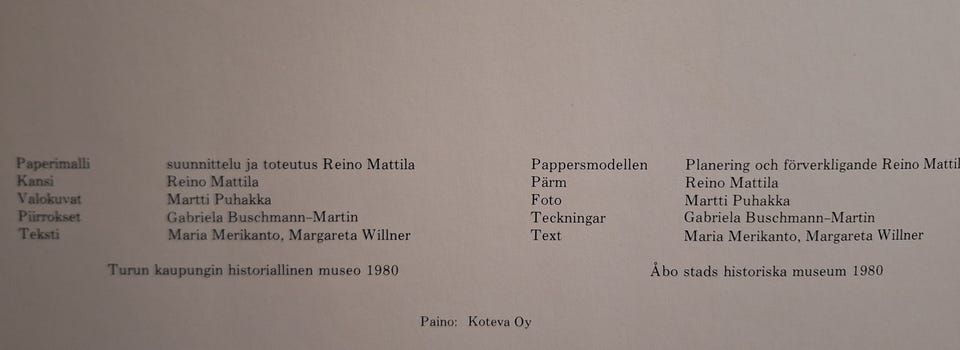 Paperimalli suunnittelu ja toteutus Reino Mattila
Kansi Reino Mattila
Valokuvat Martti Puhakka
Piirrokset Gabriela Buschmann–Martin
Teksti Maria Merikanto, Margareta Willner
Turun kaupungin historiallinen museo 1980
Pappersmodellen Planering och förverkligande Reino
Pärm Reino Mattila
Foto Martti Puhakka
Teckningar Gabriela Buschmann–Martin
Text Maria Merikanto, Margareta Willner
Åbo stads historiska museum 1980
Paino: Koteva Oy